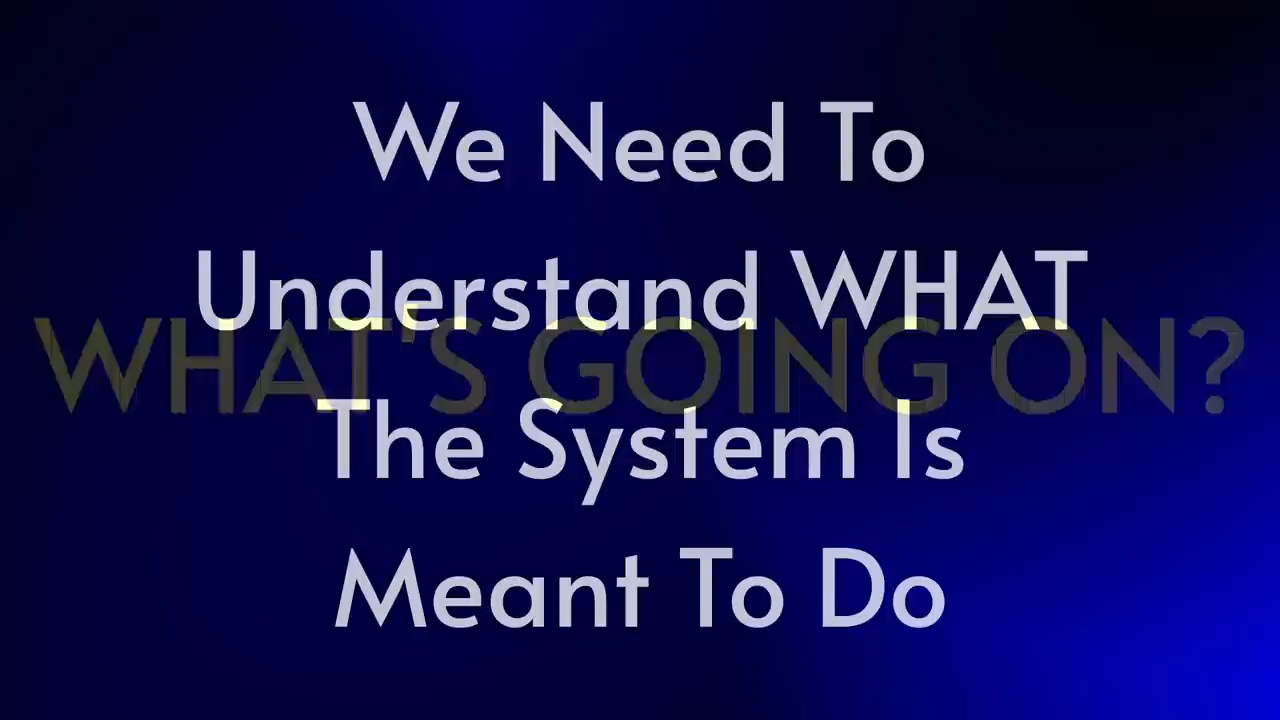 We Need To
Understand WHAT
WHAT'S GOING ON?
The System Is
Meant To Do